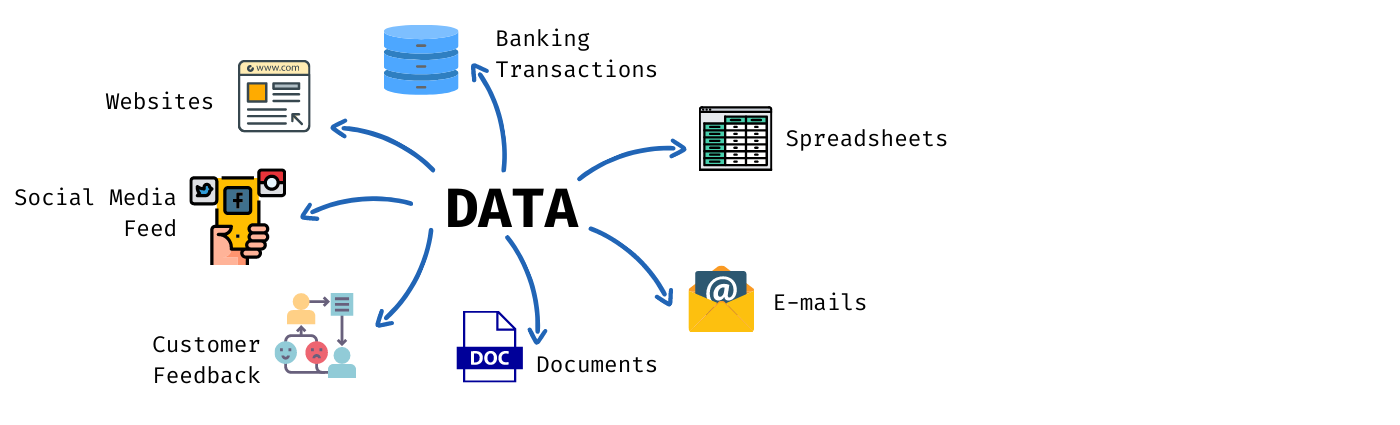 Banking
Transactions
www.com
Websites
Spreadsheets
Social Media
Feed
f
DATA
@
E-mails
Customer
Feedback
DOC
Documents